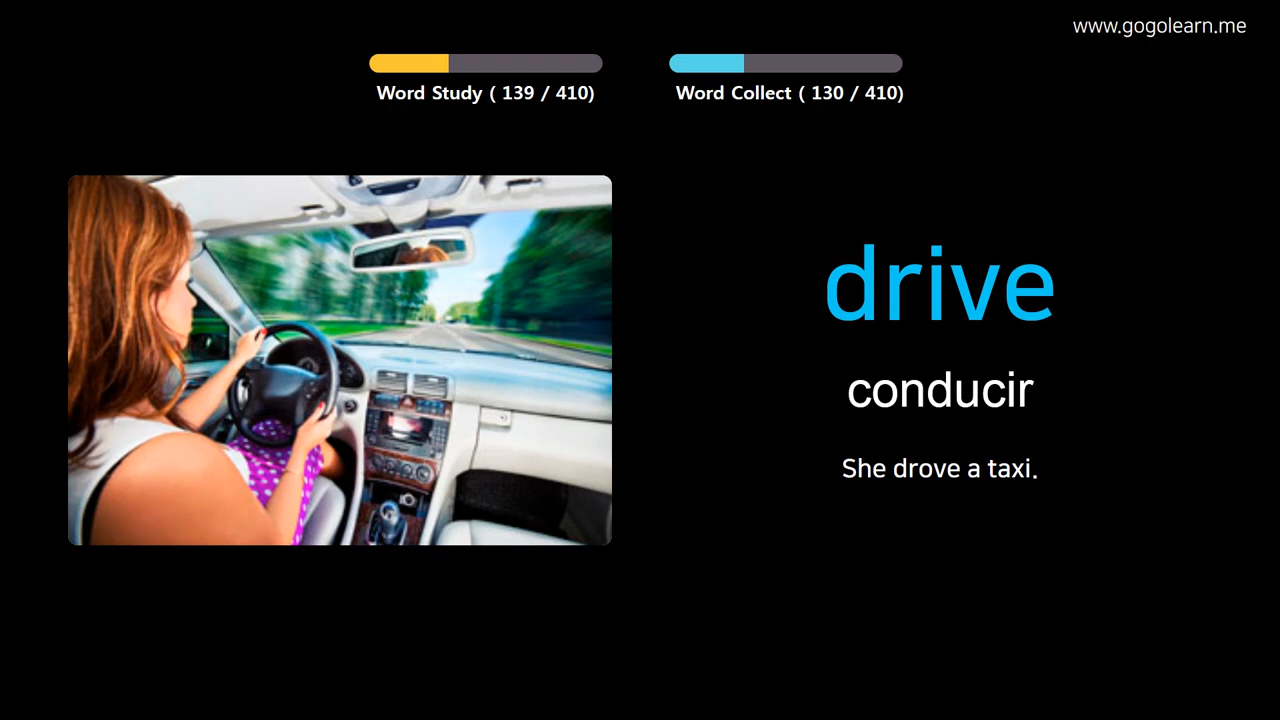 www.gogolearn.me
Word Study ( 139 / 410)
Word Collect ( 130 / 410)
drive
conducir
She drove a taxi.